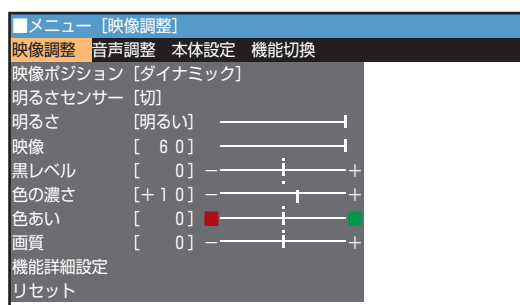 ■メニュー [映像調整]
映像調整 音声調整 本体設定 機能切換
映像ポジション [ダイナミック]
明るさセンサー [切]
明るさ [明るい]
映像 [ 60]
黒レベル [ 0] − +
色の濃さ [+10] − +
色あい [ 0]
画質 [ 0] − +
機能詳細設定
リセット